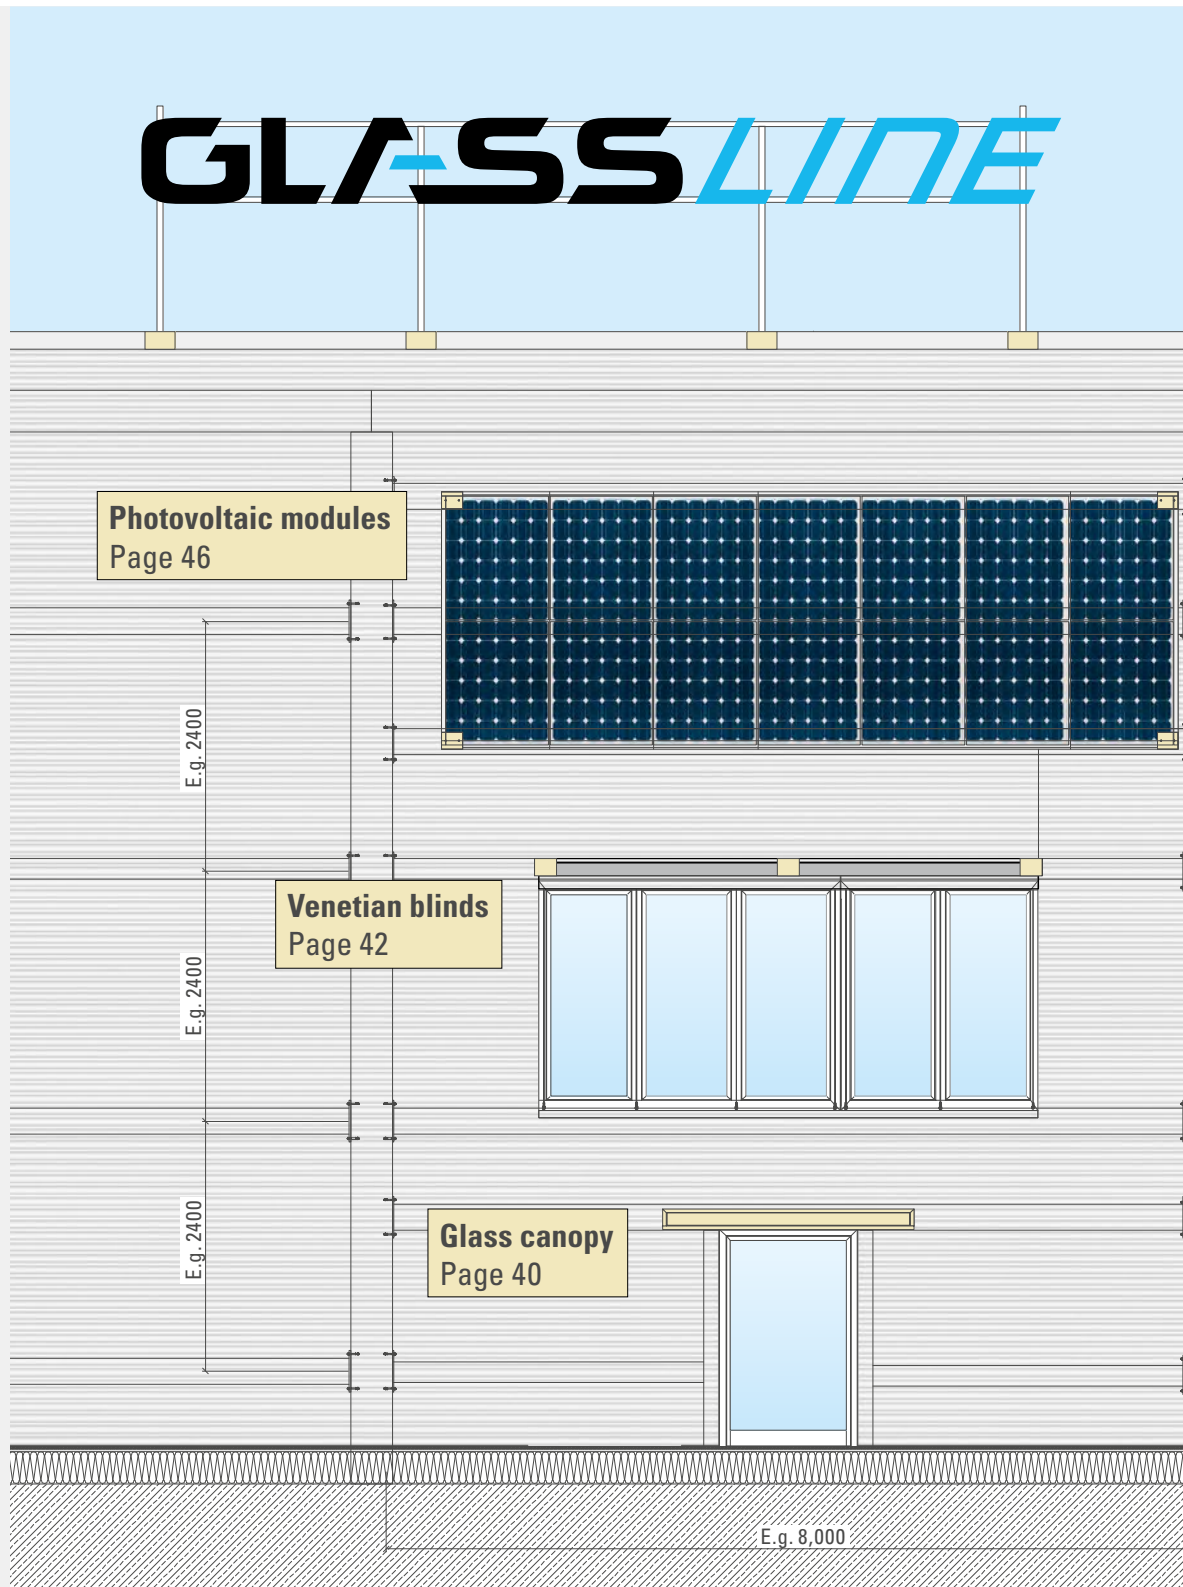 GLASSLINE
Photovoltaic modules
Page 46
E.g. 2400
Venetian blinds
Page 42
E.g. 2400
Glass canopy
Page 40
E.g. 2400
E.g. 8,000